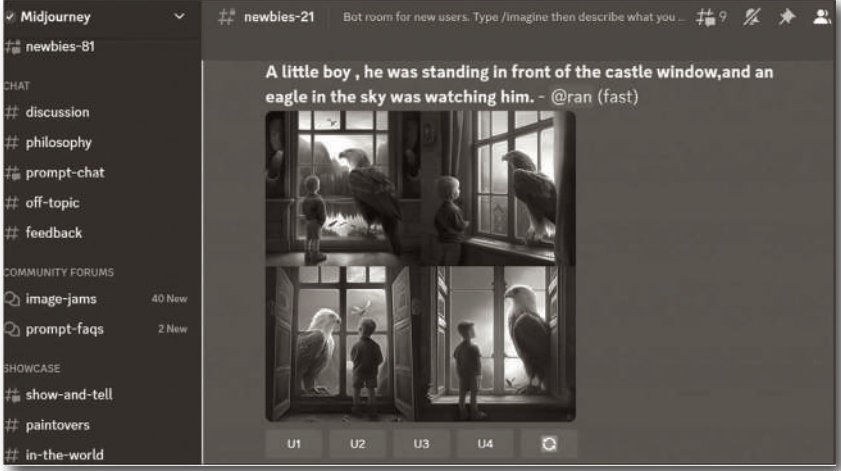 Midjourney
# newbies-81
CHAT
# discussion
# philosophy
# prompt-chat
# off-topic
# feedback
COMMUNITY FORUMS
image-jams 40 New
prompt-faqs 2 New
SHOWCASE
# show-and-tell
# paintovers
# in-the-world
# newbies-21 Bot room for new users. Type /imagine then describe what you ... # 9
A little boy , he was standing in front of the castle window,and an
eagle in the sky was watching him. - @ran (fast)
U1 U2 U3 U4